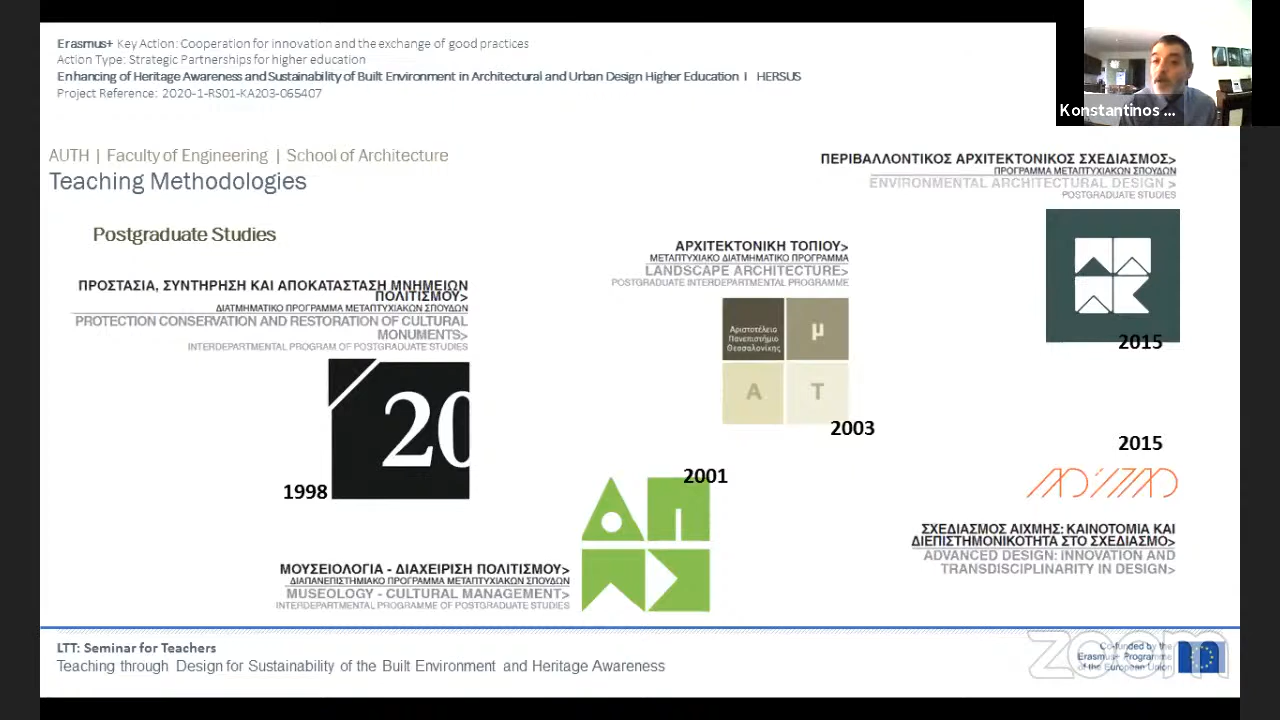 Erasmus+ Key Action: Cooperation for innovation and the exchange of good practices
Action Type: Strategic Partnerships for higher education
Enhancing of Heritage Awareness and Sustainability of Built Environment in Architectural and Urban Design Higher Education I HERSUS
Project Reference: 2020-1-RS01-KA203-065407
Konstantinos ...
AUTH | Faculty of Engineering | School of Architecture
Teaching Methodologies
Postgraduate Studies
ΠΡΟΣΤΑΣΙΑ, ΣΥΝΤΗΡΗΣΗ ΚΑΙ ΑΠΟΚΑΤΑΣΤΑΣΗ ΜΝΗΜΕΙΩΝ
ΠΟΛΙΤΙΣΜΟΥ>
ΔΙΑΤΜΗΜΑΤΙΚΟ ΠΡΟΓΡΑΜΜΑ ΜΕΤΑΠΤΥΧΙΑΚΩΝ ΣΠΟΥΔΩΝ
PROTECTION CONSERVATION AND RESTORATION OF CULTURAL
MONUMENTS>
INTERDEPARTMENTAL PROGRAM OF POSTGRADUATE STUDIES
20
1998
ΜΟΥΣΕΙΟΛΟΓΙΑ - ΔΙΑΧΕΙΡΙΣΗ ΠΟΛΙΤΙΣΜΟΥ>
ΔΙΑΠΑΝΕΠΙΣΤΗΜΙΑΚΟ ΠΡΟΓΡΑΜΜΑ ΜΕΤΑΠΤΥΧΙΑΚΩΝ ΣΠΟΥΔΩΝ
MUSEOLOGY - CULTURAL MANAGEMENT>
INTERDEPARTMENTAL PROGRAMME OF POSTGRADUATE STUDIES
2001
ΑΡΧΙΤΕΚΤΟΝΙΚΗ ΤΟΠΙΟΥ>
ΜΕΤΑΠΤΥΧΙΑΚΟ ΔΙΑΤΜΗΜΑΤΙΚΟ ΠΡΟΓΡΑΜΜΑ
LANDSCAPE ARCHITECTURE>
POSTGRADUATE INTERDEPARTMENTAL PROGRAMME
Αριστοτέλειο
Πανεπιστήμιο
Θεσσαλονίκης
μ
Α Τ
2003
ΠΕΡΙΒΑΛΛΟΝΤΙΚΟΣ ΑΡΧΙΤΕΚΤΟΝΙΚΟΣ ΣΧΕΔΙΑΣΜΟΣ>
ΠΡΟΓΡΑΜΜΑ ΜΕΤΑΠΤΥΧΙΑΚΩΝ ΣΠΟΥΔΩΝ
ENVIRONMENTAL ARCHITECTURAL DESIGN >
POSTGRADUATE STUDIES
2015
2015
ΣΧΕΔΙΑΣΜΟΣ ΑΙΧΜΗΣ: ΚΑΙΝΟΤΟΜΙΑ ΚΑΙ
ΔΙΕΠΙΣΤΗΜΟΝΙΚΟΤΗΤΑ ΣΤΟ ΣΧΕΔΙΑΣΜΟ>
ADVANCED DESIGN: INNOVATION AND
TRANSDISCIPLINARITY IN DESIGN>
LTT: Seminar for Teachers
Teaching through Design for Sustainability of the Built Environment and Heritage Awareness
zoom
Co-funded by the
Erasmus+ Programme
of the European Union